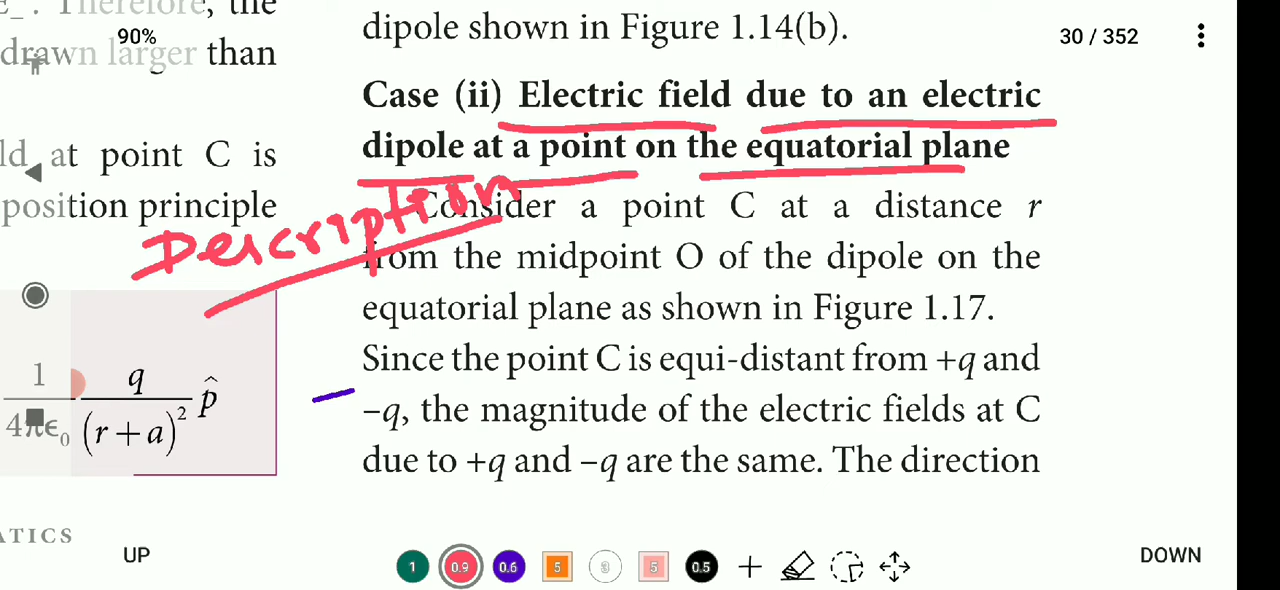 E_. Therefore, the
drawn larger than
ld at point C is
position principle
1 q
4πϵ0 (r + a)² p̂
ATICS
90%
30 / 352
dipole shown in Figure 1.14(b).
Case (ii) Electric field due to an electric
dipole at a point on the equatorial plane
Description
Consider a point C at a distance r
from the midpoint O of the dipole on the
equatorial plane as shown in Figure 1.17.
Since the point C is equi-distant from +q and
–q, the magnitude of the electric fields at C
due to +q and –q are the same. The direction
UP
1 0.9 0.6 5 3 5 0.5
DOWN